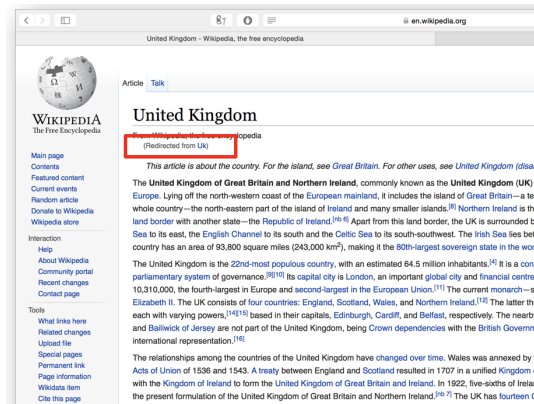 en.wikipedia.org
United Kingdom - Wikipedia, the free encyclopedia
WIKIPEDIA
The Free Encyclopedia
Main page
Contents
Featured content
Current events
Random article
Donate to Wikipedia
Wikipedia store
Interaction
Help
About Wikipedia
Community portal
Recent changes
Contact page
Tools
What links here
Related changes
Upload file
Special pages
Permanent link
Page information
Wikidata item
Cite this page
Article Talk
United Kingdom
From Wikipedia, the free encyclopedia
(Redirected from Uk)
This article is about the country. For the island, see Great Britain. For other uses, see United Kingdom (disa
The United Kingdom of Great Britain and Northern Ireland, commonly known as the United Kingdom (UK)
Europe. Lying off the north-western coast of the European mainland, it includes the island of Great Britain—a te
whole country—the north-eastern part of the island of Ireland and many smaller islands.[8] Northern Ireland is th
land border with another state—the Republic of Ireland.[nb 6] Apart from this land border, the UK is surrounded b
Sea to its east, the English Channel to its south and the Celtic Sea to its south-southwest. The Irish Sea lies bet
country has an area of 93,800 square miles (243,000 km2), making it the 80th-largest sovereign state in the wor
The United Kingdom is the 22nd-most populous country, with an estimated 64.5 million inhabitants.[4] It is a con
parliamentary system of governance.[9][10] Its capital city is London, an important global city and financial centre
10,310,000, the fourth-largest in Europe and second-largest in the European Union.[11] The current monarch—s
Elizabeth II. The UK consists of four countries: England, Scotland, Wales, and Northern Ireland.[12] The latter th
each with varying powers,[14][15] based in their capitals, Edinburgh, Cardiff, and Belfast, respectively. The nearby
and Bailiwick of Jersey are not part of the United Kingdom, being Crown dependencies with the British Governm
international representation.[16]
The relationships among the countries of the United Kingdom have changed over time. Wales was annexed by
Acts of Union of 1536 and 1543. A treaty between England and Scotland resulted in 1707 in a unified Kingdom
with the Kingdom of Ireland to form the United Kingdom of Great Britain and Ireland. In 1922, five-sixths of Irelan
the present formulation of the United Kingdom of Great Britain and Northern Ireland.[nb 7] The UK has fourteen